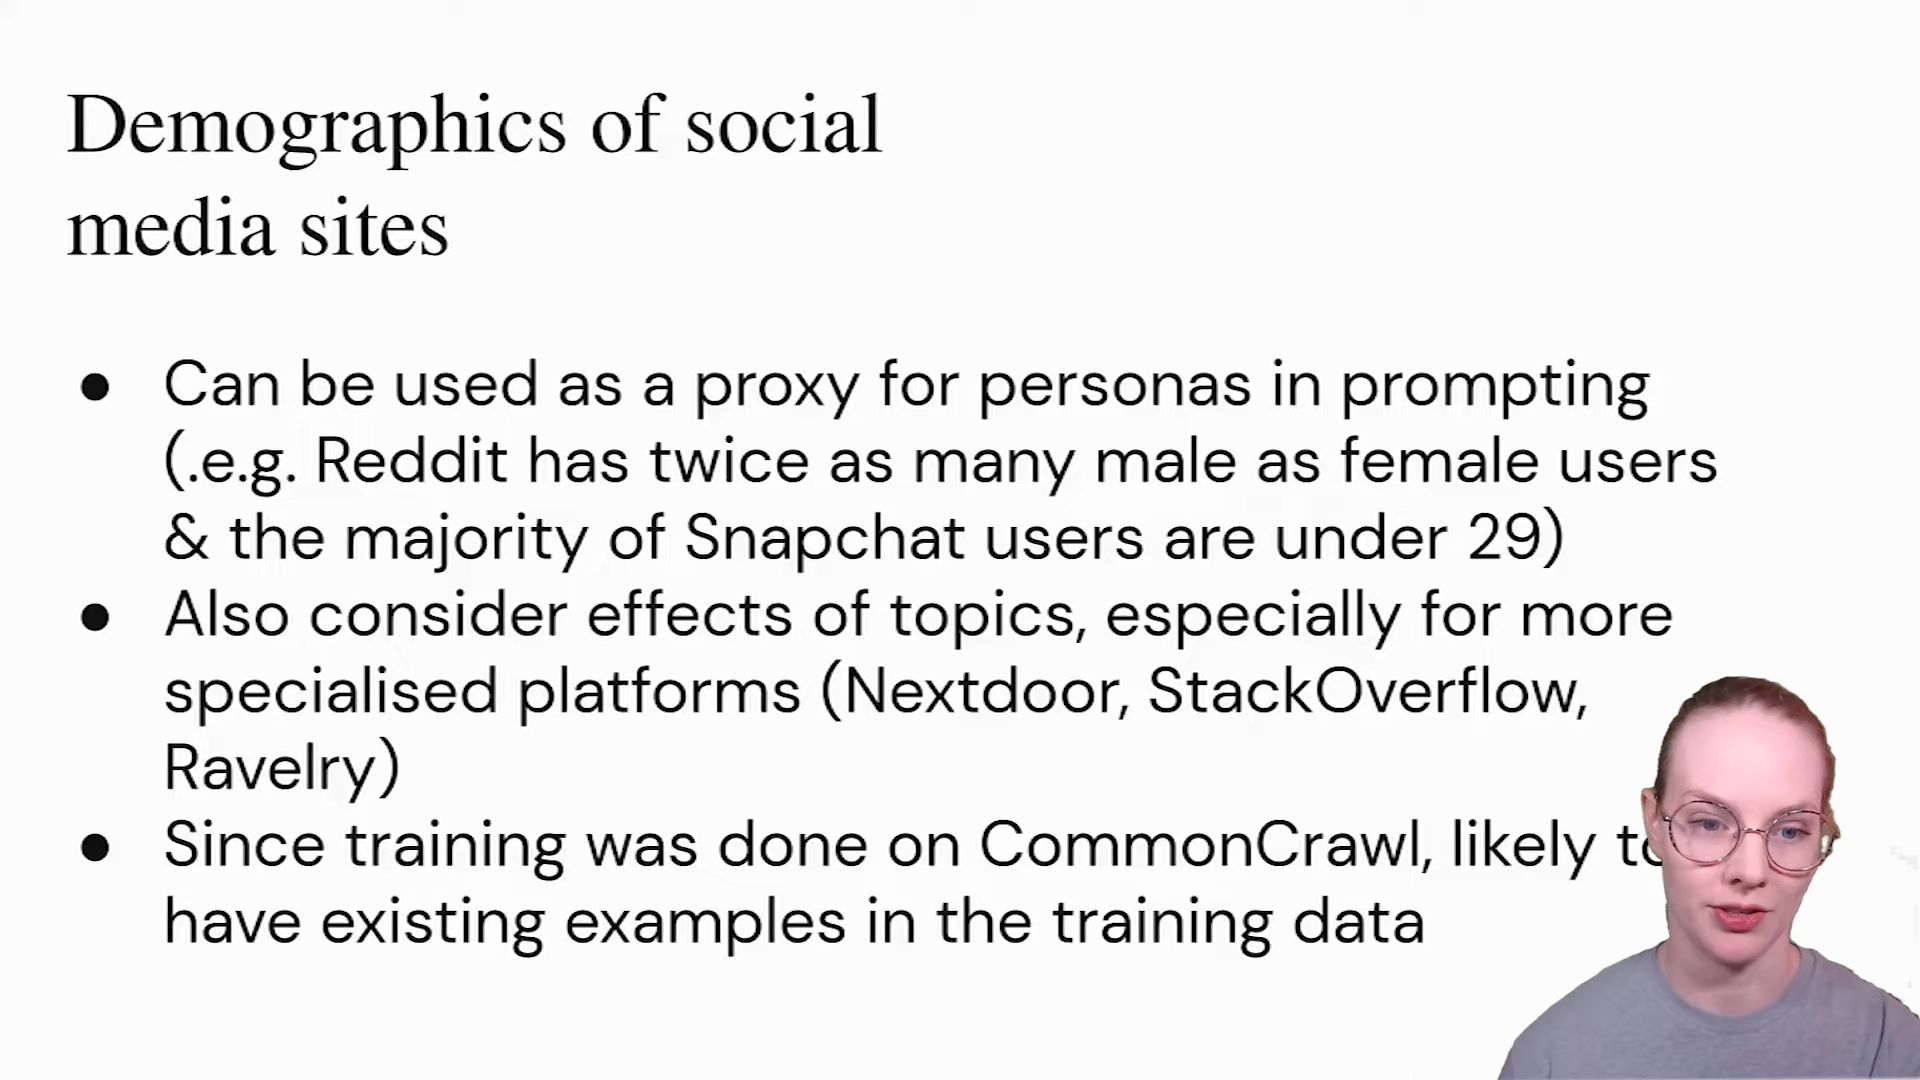 Demographics of social
media sites
● Can be used as a proxy for personas in prompting
(.e.g. Reddit has twice as many male as female users
& the majority of Snapchat users are under 29)
● Also consider effects of topics, especially for more
specialised platforms (Nextdoor, StackOverflow,
Ravelry)
● Since training was done on CommonCrawl, likely to
have existing examples in the training data